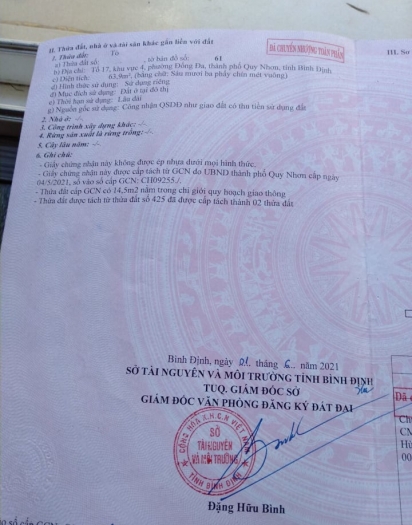 II. Thửa đất, nhà ở và tài sản khác gắn liền với đất
ĐÃ CHUYỂN NHƯỢNG TOÀN PHẦN
III. Sơ
1. Thửa đất: Tờ
a) Thửa đất số: , tờ bản đồ số: 61
b) Địa chỉ: Tổ 17, khu vực 4, phường Đống Đa, thành phố Quy Nhơn, tỉnh Bình Định
c) Diện tích: 63,9m², (bằng chữ: Sáu mươi ba phẩy chín mét vuông)
d) Hình thức sử dụng: Sử dụng riêng
đ) Mục đích sử dụng: Đất ở tại đô thị
e) Thời hạn sử dụng: Lâu dài
g) Nguồn gốc sử dụng: Công nhận QSDĐ như giao đất có thu tiền sử dụng đất
2. Nhà ở: -/-.
3. Công trình xây dựng khác: -/-.
4. Rừng sản xuất là rừng trồng: -/-.
5. Cây lâu năm: -/-.
6. Ghi chú:
- Giấy chứng nhận này không được ép nhựa dưới mọi hình thức.
- Giấy chứng nhận này được cấp tách từ GCN do UBND thành phố Quy Nhơn cấp ngày
04/5/2021, số vào sổ cấp GCN: CH09255./.
- Thửa đất cấp GCN có 14,5m2 nằm trong chỉ giới quy hoạch giao thông
- Thửa đất được tách từ thửa đất số 425 đã được cấp tách thành 02 thửa đất
Bình Định, ngày 01 tháng 6 năm 2021
SỞ TÀI NGUYÊN VÀ MÔI TRƯỜNG TỈNH BÌNH ĐỊNH
TUQ. GIÁM ĐỐC SỞ
GIÁM ĐỐC VĂN PHÒNG ĐĂNG KÝ ĐẤT ĐAI
Đã
CỘNG HÒA X.H.C.N VIỆT NAM
SỞ
TÀI NGUYÊN
VÀ MÔI TRƯỜNG
TỈNH BÌNH ĐỊNH
CM
00
Đặng Hữu Bình